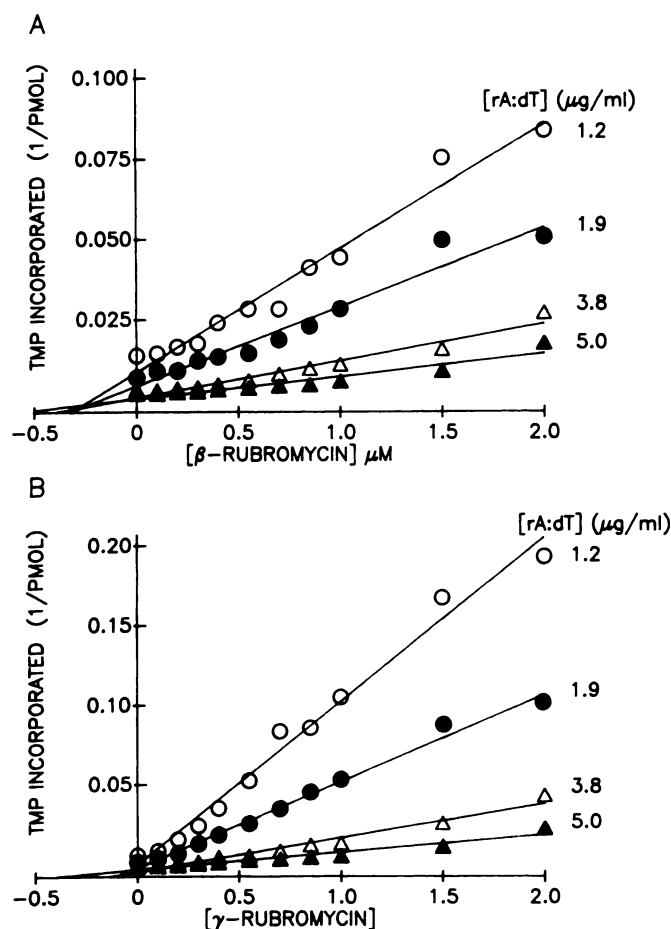 A
TMP INCORPORATED (1/PMOL)
0.100
0.075
0.050
0.025
[rA:dT] (μg/ml)
1.2
1.9
3.8
5.0
−0.5 0 0.5 1.0 1.5 2.0
[β-RUBROMYCIN] μM
B
TMP INCORPORATED (1/PMOL)
0.20
0.15
0.10
0.05
[rA:dT] (μg/ml)
1.2
1.9
3.8
5.0
−0.5 0 0.5 1.0 1.5 2.0
[γ-RUBROMYCIN]